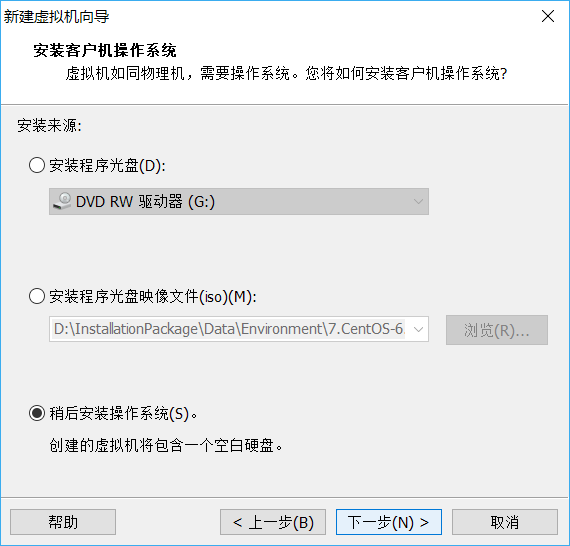 新建虚拟机向导
安装客户机操作系统
虚拟机如同物理机，需要操作系统。您将如何安装客户机操作系统?
安装来源:
安装程序光盘(D):
DVD RW 驱动器 (G:)
安装程序光盘映像文件(iso)(M):
D:\InstallationPackage\Data\Environment\7.CentOS-6.
浏览(R)...
稍后安装操作系统(S)。
创建的虚拟机将包含一个空白硬盘。
帮助
< 上一步(B)
下一步(N) >
取消